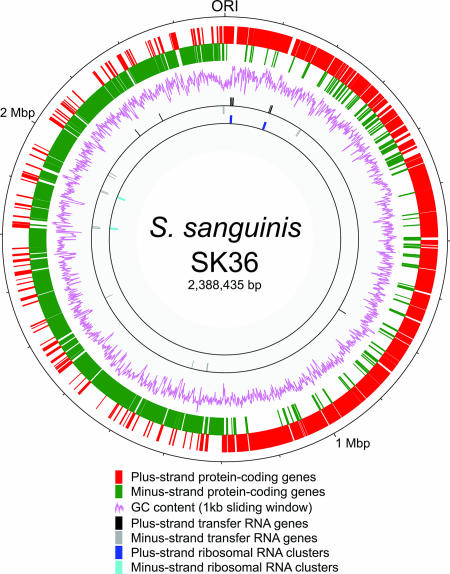 ORI
2 Mbp
S. sanguinis
SK36
2,388,435 bp
1 Mbp
Plus-strand protein-coding genes
Minus-strand protein-coding genes
GC content (1kb sliding window)
Plus-strand transfer RNA genes
Minus-strand transfer RNA genes
Plus-strand ribosomal RNA clusters
Minus-strand ribosomal RNA clusters